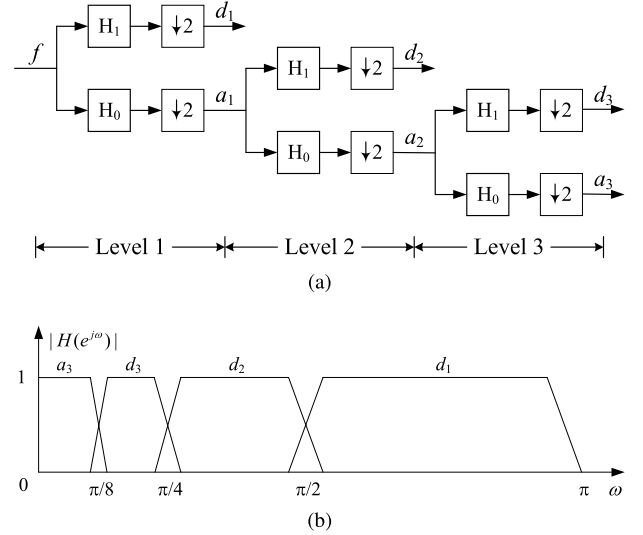 f H₁ ↓2 d₁
H₀ ↓2 a₁ H₁ ↓2 d₂
H₀ ↓2 a₂ H₁ ↓2 d₃
H₀ ↓2 a₃
Level 1 Level 2 Level 3
(a)
|H(e^{jω})|
1 a₃ d₃ d₂ d₁
0 π/8 π/4 π/2 π ω
(b)